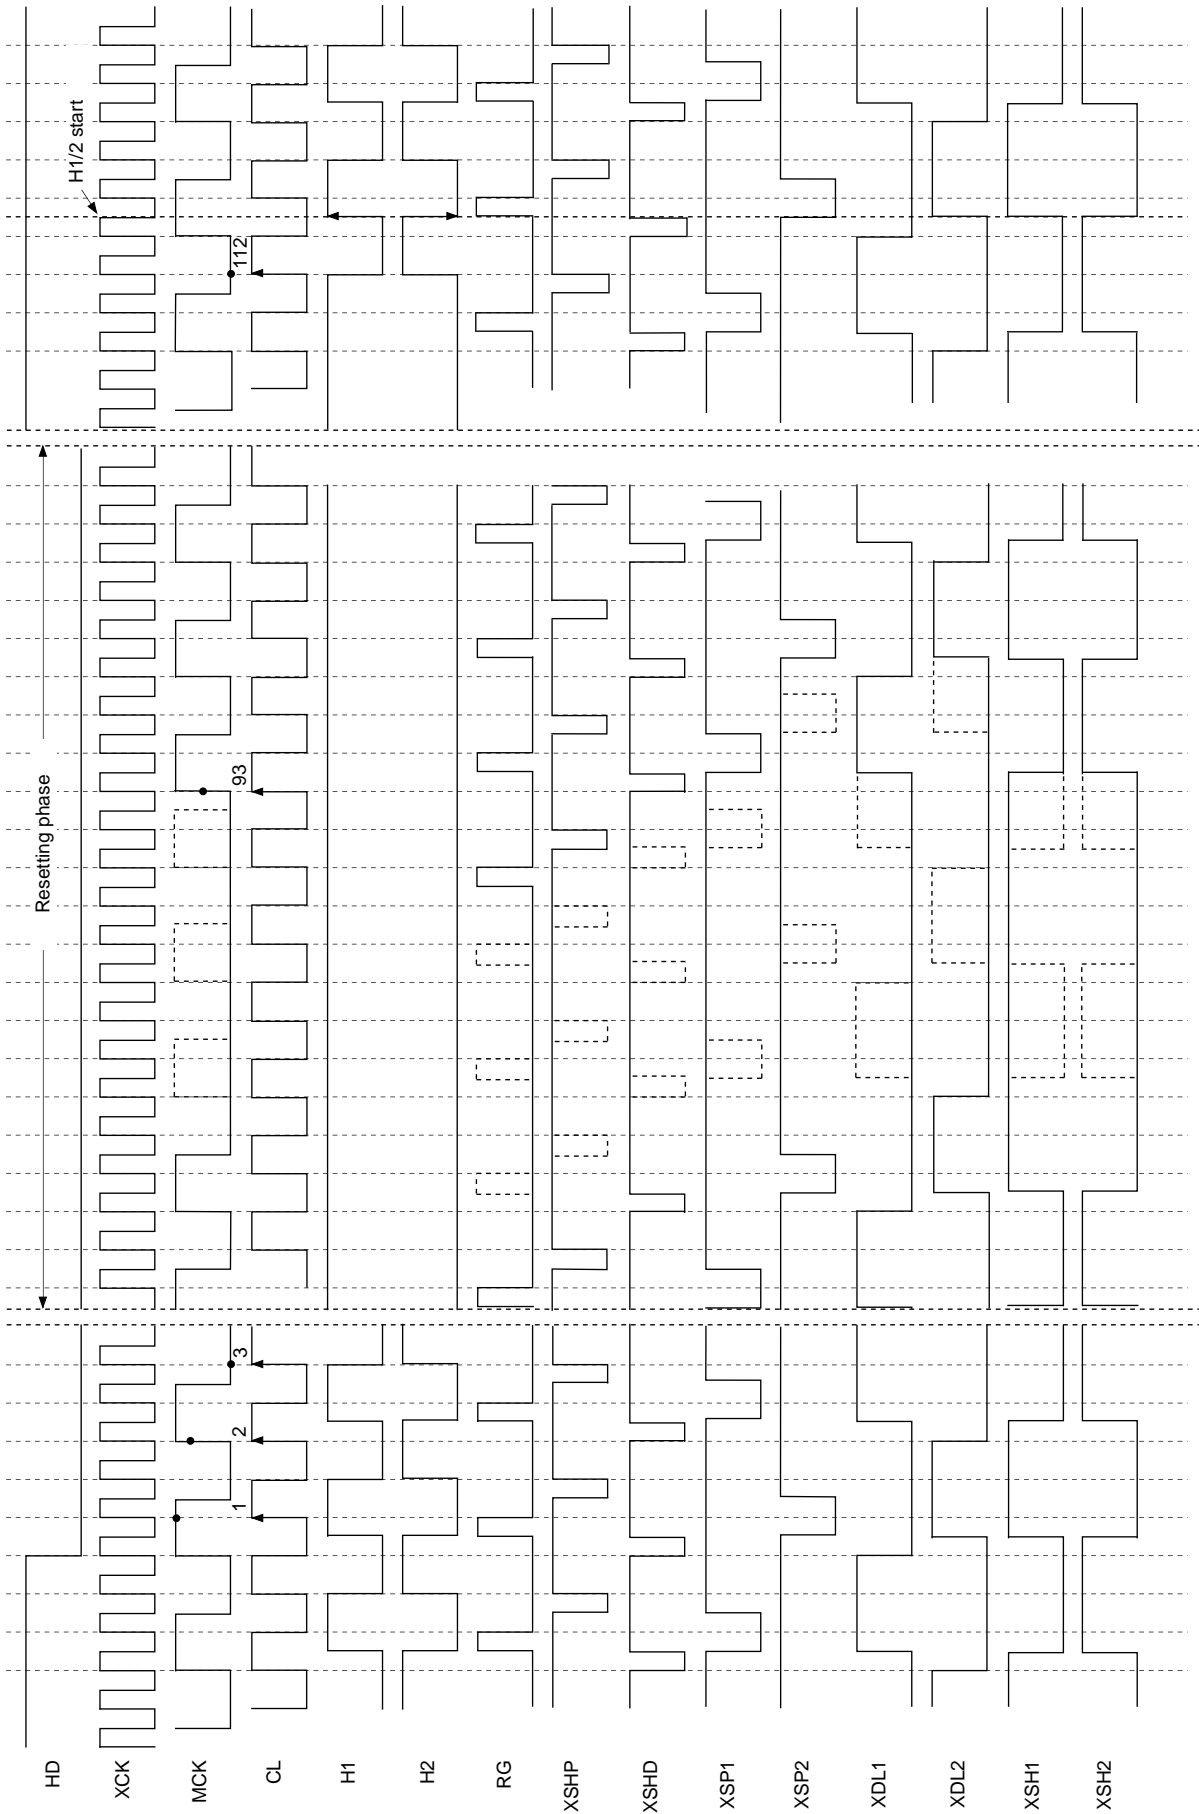 HD
XCK
MCK
CL
H1
H2
RG
XSHP
XSHD
XSP1
XSP2
XDL1
XDL2
XSH1
XSH2
1
2
3
Resetting phase
93
112
H1/2 start